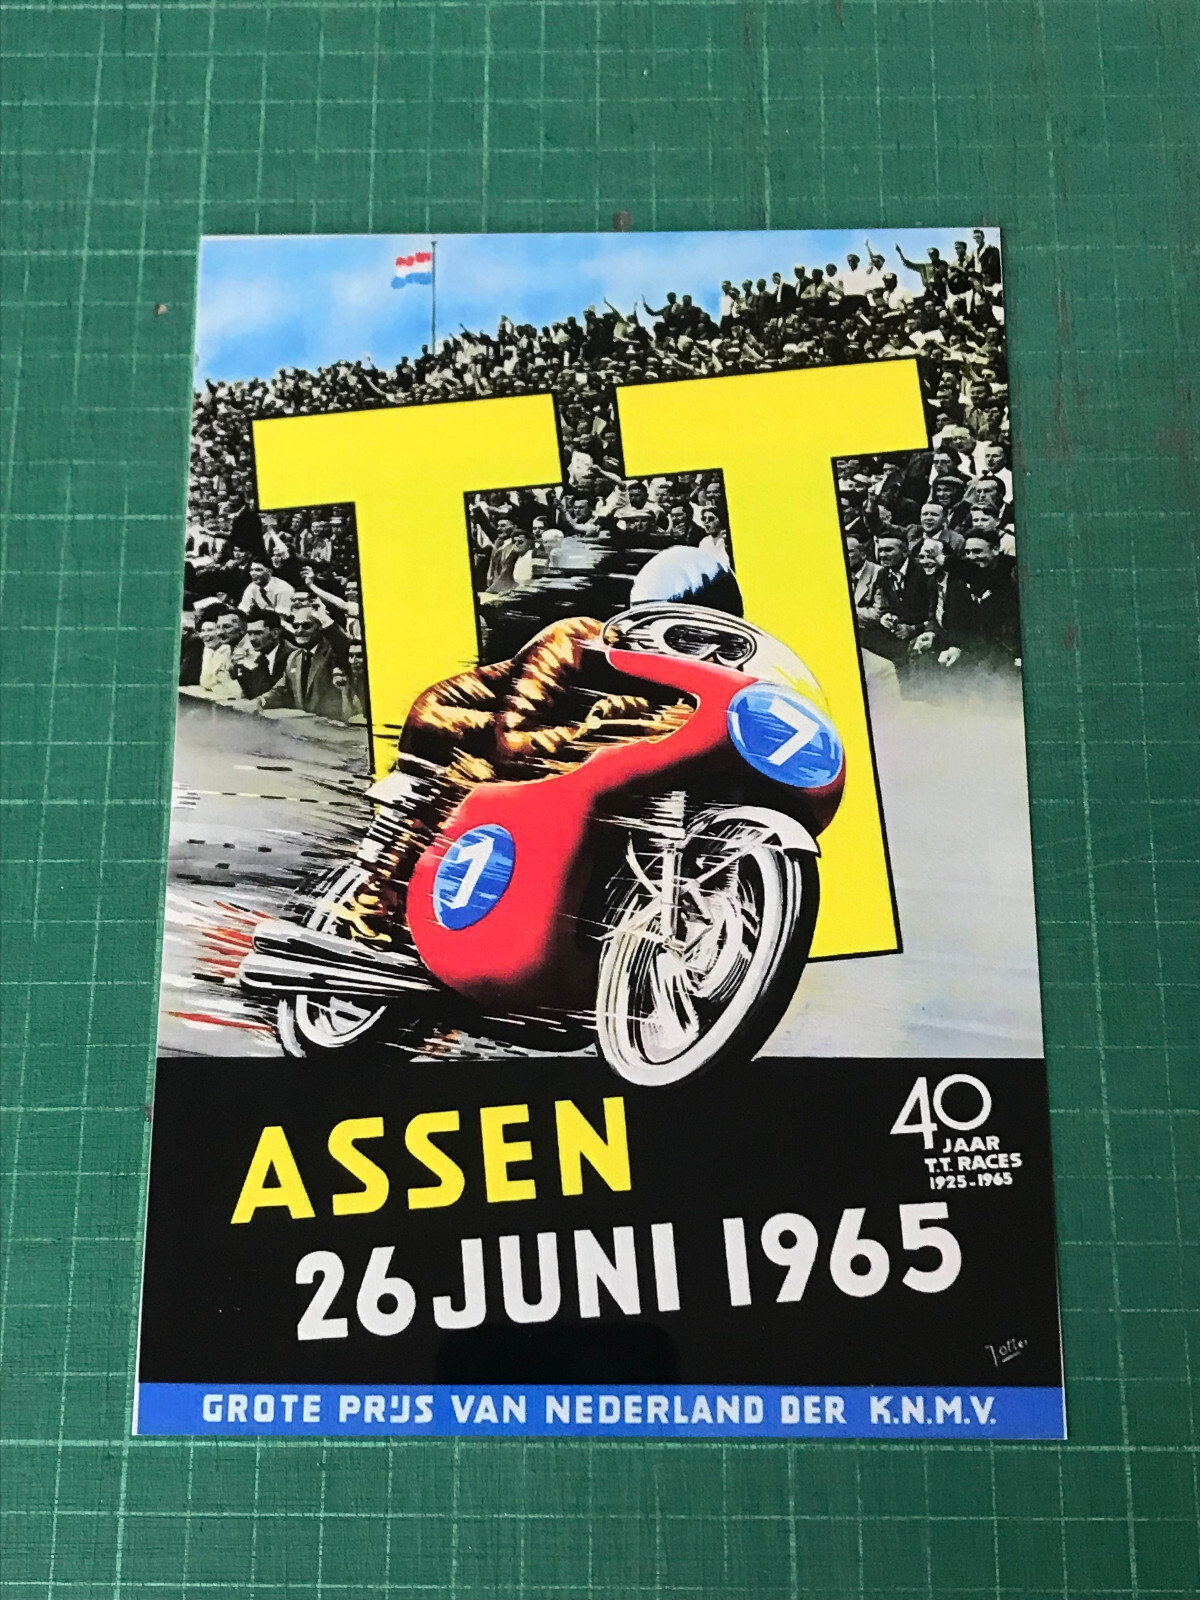 TT
7
7
ASSEN
40
JAAR
T.T. RACES
1925-1965
26 JUNI 1965
GROTE PRIJS VAN NEDERLAND DER K.N.M.V.